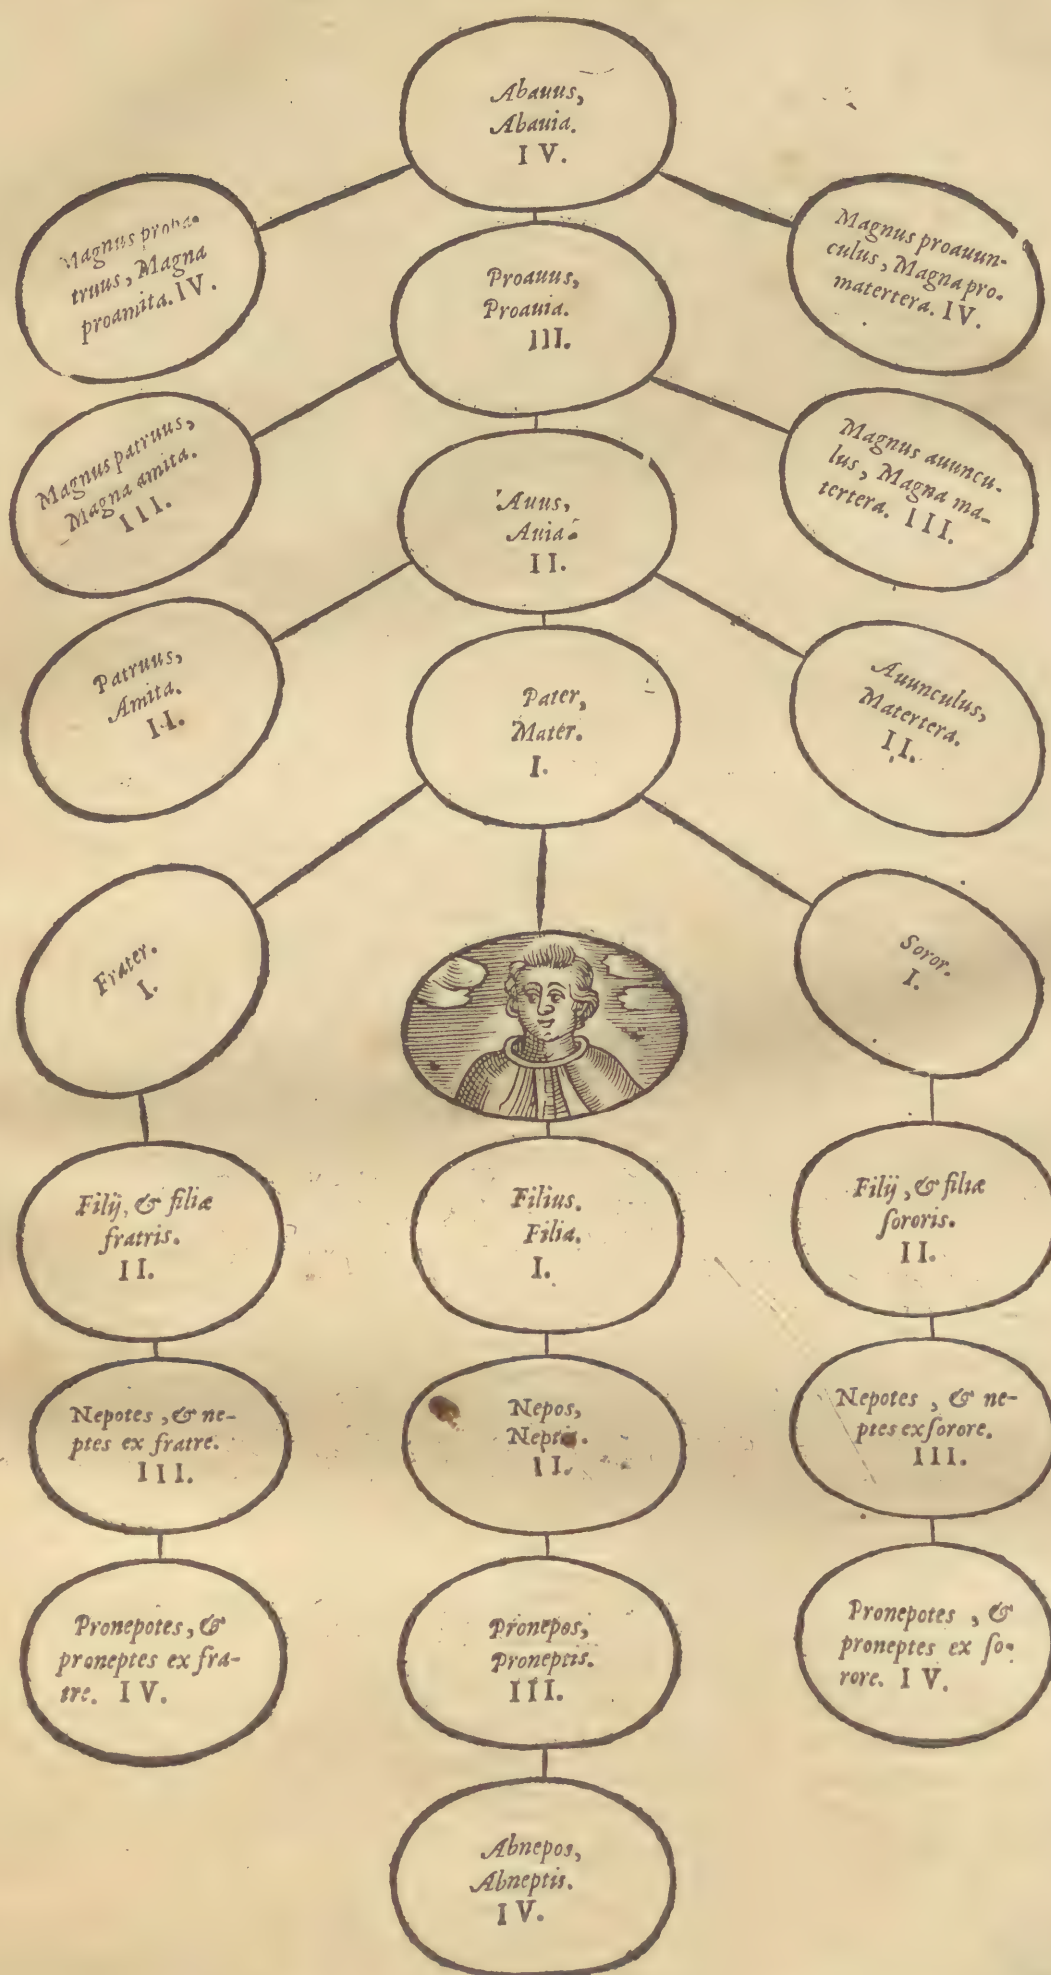 Abauus,
Abauia.
IV.
Magnus
truus, Magna
proamita. IV.
Magnus proauun-
culus, Magna pro-
matertera. IV.
Proauus,
Proauia.
III.
Magnus patruus,
Magna amita.
III.
Magnus auuncu-
lus, Magna ma-
tertera. III.
Auus,
Auia.
II.
Patruus,
Amita.
II.
Auunculus,
Matertera.
II.
Pater,
Mater.
I.
Frater.
I.
Soror.
I.
Filij, & filiæ
fratris.
II.
Filius.
Filia.
I.
Filij, & filiæ
ſororis.
II.
Nepotes, & ne-
ptes ex fratre.
III.
Nepos,
Neptis.
II.
Nepotes, & ne-
ptes ex ſorore.
III.
Pronepotes, &
proneptes ex fra-
tre. IV.
Pronepos,
Proneptis.
III.
Pronepotes, &
proneptes ex ſo-
rore. IV.
Abnepos,
Abneptis.
IV.